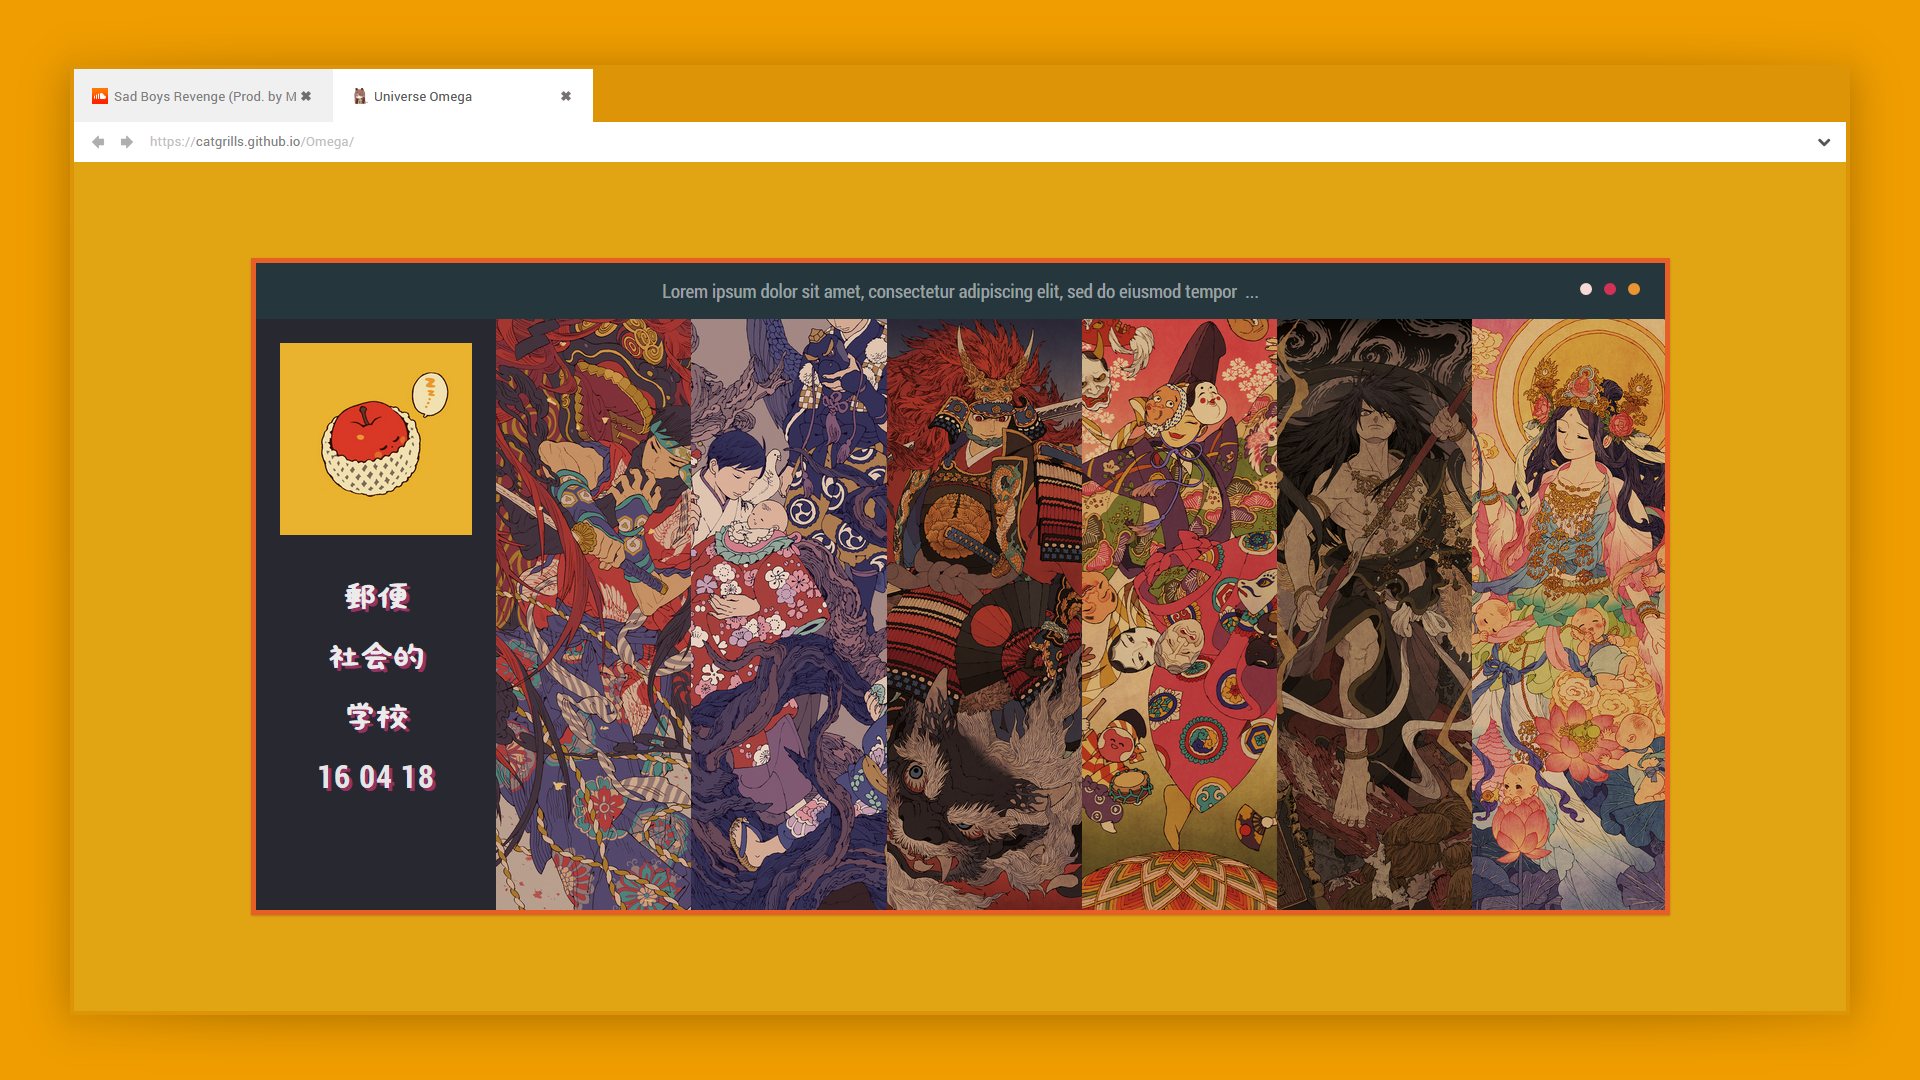 Sad Boys Revenge (Prod. by M
Universe Omega
https://catgrills.github.io/Omega/
Lorem ipsum dolor sit amet, consectetur adipiscing elit, sed do eiusmod tempor ...
z
z
z
郵便
社会的
学校
16 04 18